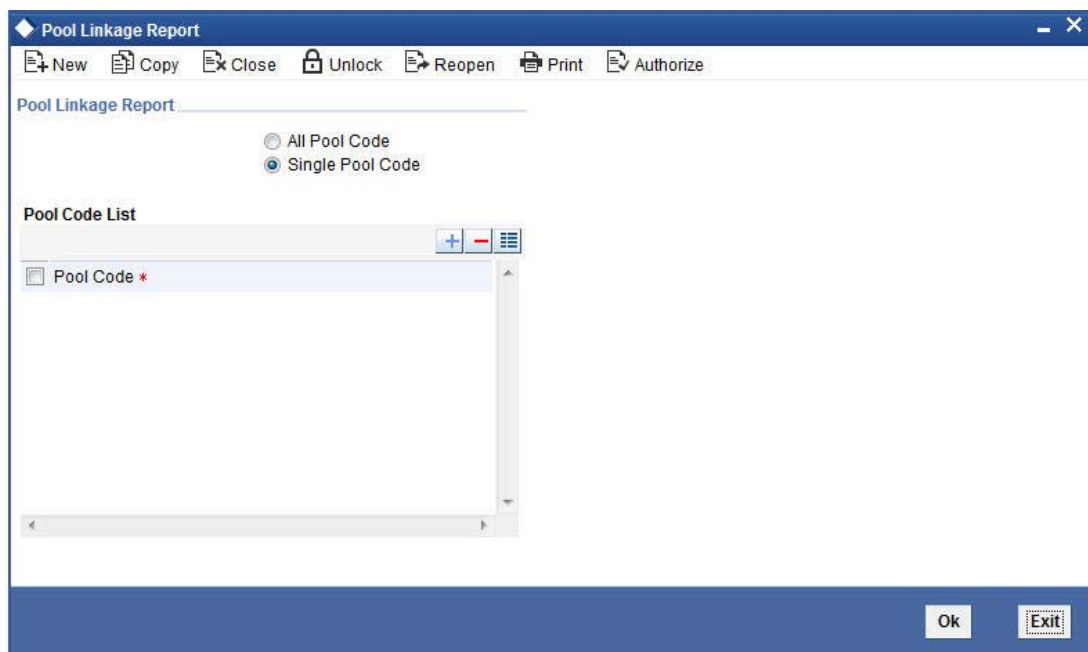 Pool Linkage Report
New Copy Close Unlock Reopen Print Authorize
Pool Linkage Report
All Pool Code
Single Pool Code
Pool Code List
Pool Code *
Ok Exit